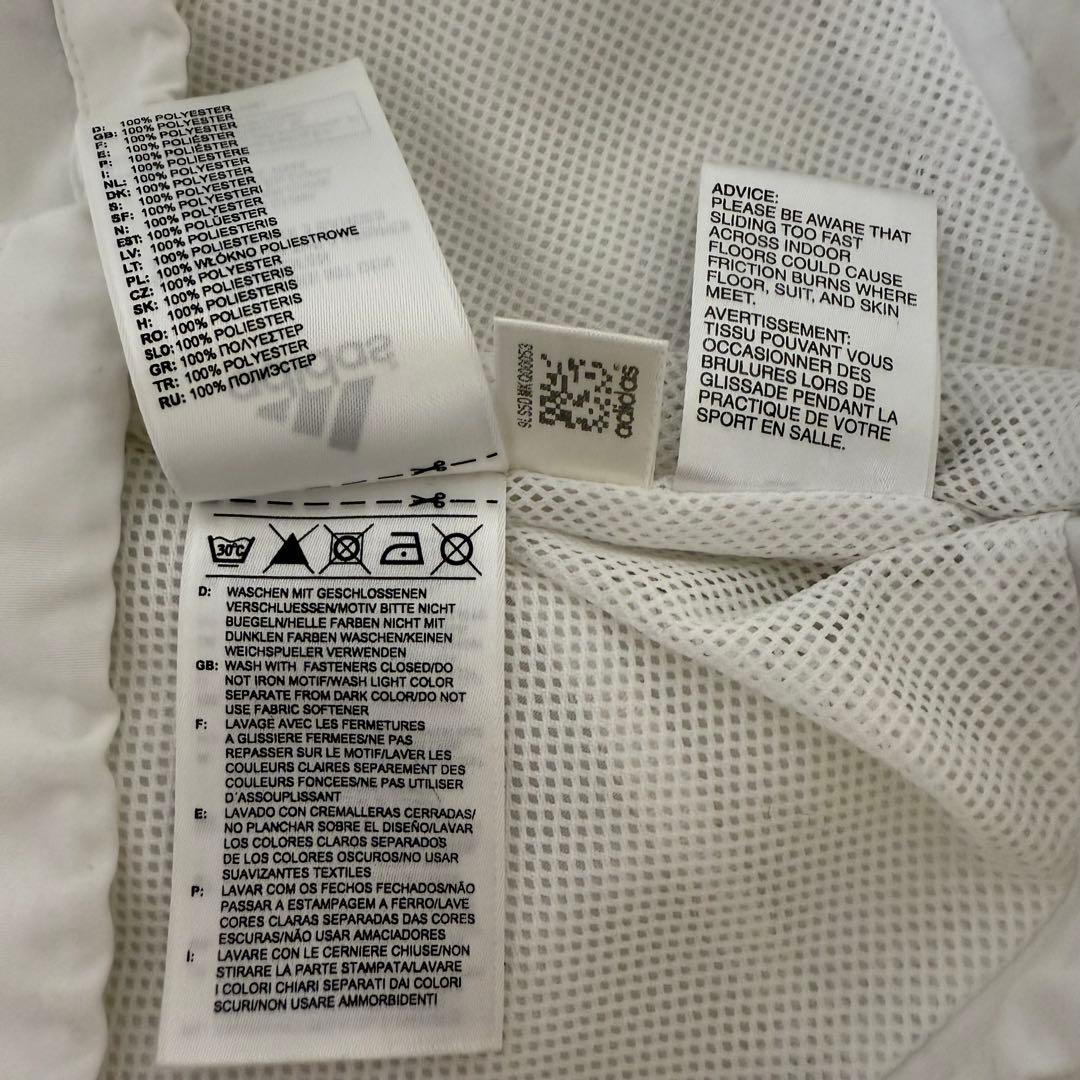 D: 100% POLYESTER
GB: 100% POLYESTER
F: 100% POLYESTER
E: 100% POLIÉSTER
P: 100% POLIÉSTER
I: 100% POLIESTERE
NL: 100% POLYESTER
DK: 100% POLYESTER
S: 100% POLYESTER
SF: 100% POLYESTERI
N: 100% POLYESTER
EST: 100% POLÜESTER
LV: 100% POLIESTERIS
LT: 100% POLIESTERIS
PL: 100% WŁÓKNO POLIESTROWE
CZ: 100% POLYESTER
SK: 100% POLYESTER
H: 100% POLIESTERIS
RO: 100% POLIESTERIS
SLO: 100% POLIESTER
GR: 100% ΠΟΛΥΕΣΤΕΡ
TR: 100% POLYESTER
RU: 100% ПОЛИЭСТЕР
adidas
adidas
ADVICE:
PLEASE BE AWARE THAT
SLIDING TOO FAST
ACROSS INDOOR
FLOORS COULD CAUSE
FRICTION BURNS WHERE
FLOOR, SUIT, AND SKIN
MEET.
AVERTISSEMENT:
TISSU POUVANT VOUS
OCCASIONNER DES
BRULURES LORS DE
GLISSADE PENDANT LA
PRACTIQUE DE VOTRE
SPORT EN SALLE.
30°C
D: WASCHEN MIT GESCHLOSSENEN
VERSCHLUESSEN/MOTIV BITTE NICHT
BUEGELN/HELLE FARBEN NICHT MIT
DUNKLEN FARBEN WASCHEN/KEINEN
WEICHSPUELER VERWENDEN
GB: WASH WITH FASTENERS CLOSED/DO
NOT IRON MOTIF/WASH LIGHT COLOR
SEPARATE FROM DARK COLOR/DO NOT
USE FABRIC SOFTENER
F: LAVAGE AVEC LES FERMETURES
A GLISSIERE FERMEES/NE PAS
REPASSER SUR LE MOTIF/LAVER LES
COULEURS CLAIRES SEPAREMENT DES
COULEURS FONCEES/NE PAS UTILISER
D'ASSOUPLISSANT
E: LAVADO CON CREMALLERAS CERRADAS/
NO PLANCHAR SOBRE EL DISEÑO/LAVAR
LOS COLORES CLAROS SEPARADOS
DE LOS COLORES OSCUROS/NO USAR
SUAVIZANTES TEXTILES
P: LAVAR COM OS FECHOS FECHADOS/NÃO
PASSAR A ESTAMPAGEM A FERRO/LAVE
CORES CLARAS SEPARADAS DAS CORES
ESCURAS/NÃO USAR AMACIADORES
I: LAVARE CON LE CERNIERE CHIUSE/NON
STIRARE LA PARTE STAMPATA/LAVARE
I COLORI CHIARI SEPARATI DAI COLORI
SCURI/NON USARE AMMORBIDENTI